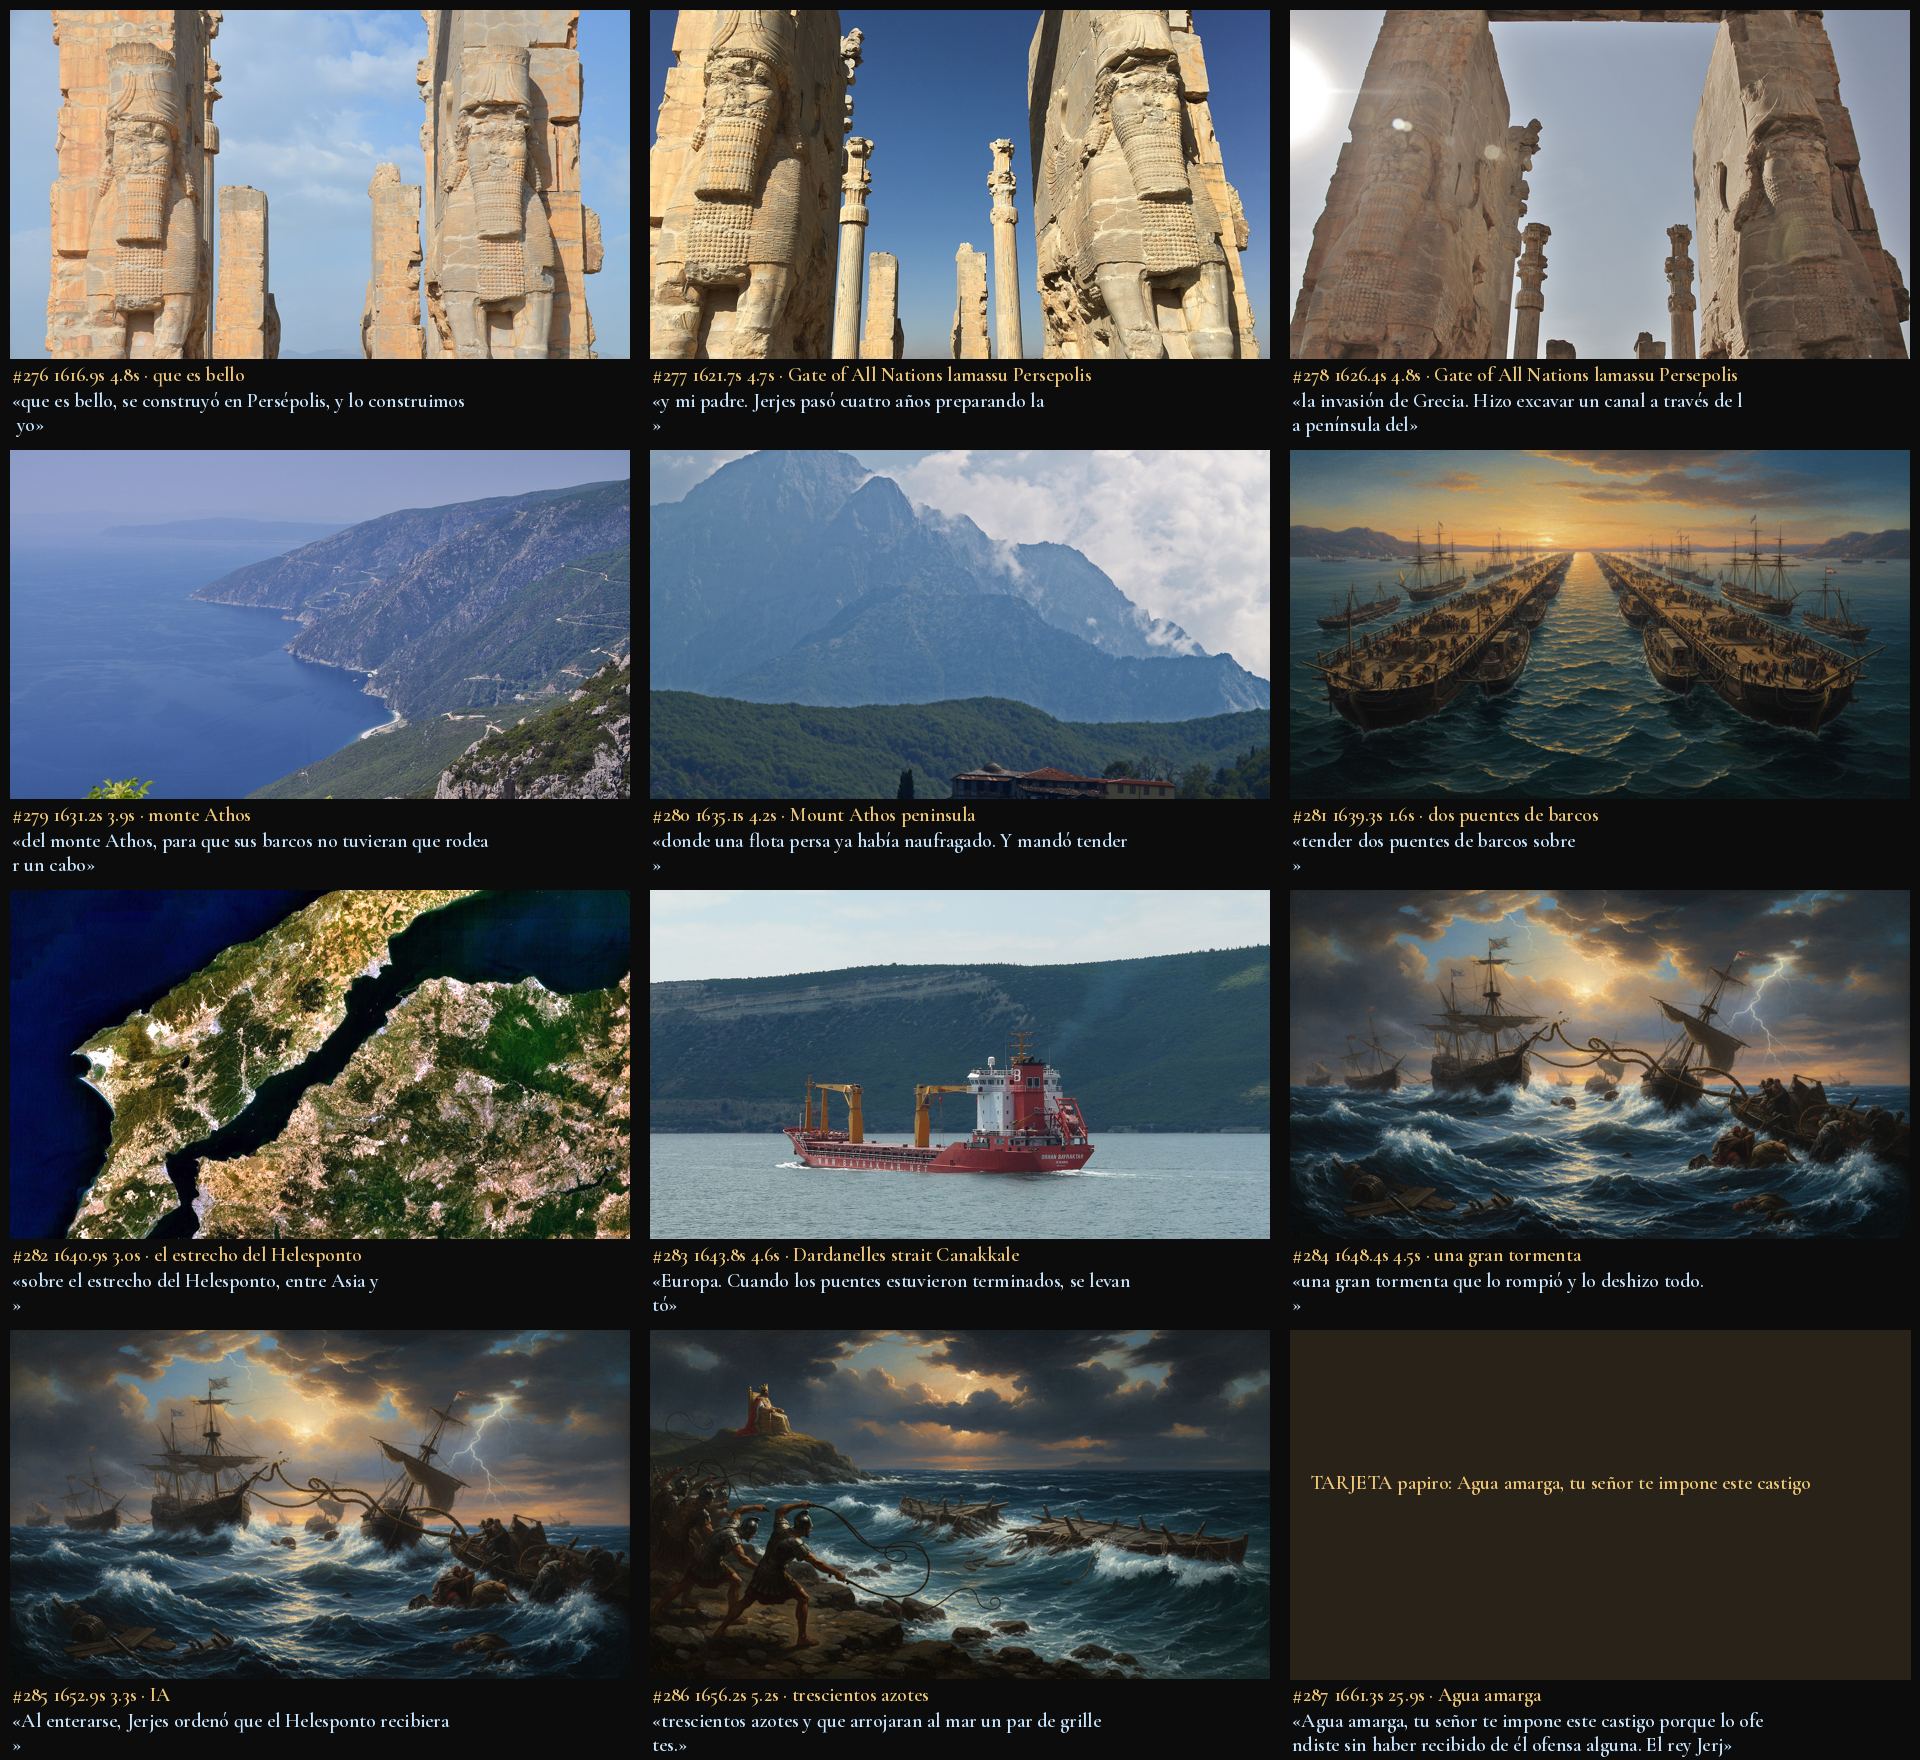 #276 1616.9s 4.8s · que es bello
«que es bello, se construyó en Persépolis, y lo construimos
yo»
#277 1621.7s 4.7s · Gate of All Nations lamassu Persepolis
«y mi padre. Jerjes pasó cuatro años preparando la
»
#278 1626.4s 4.8s · Gate of All Nations lamassu Persepolis
«la invasión de Grecia. Hizo excavar un canal a través de l
a península del»
#279 1631.2s 3.9s · monte Athos
«del monte Athos, para que sus barcos no tuvieran que rodea
r un cabo»
#280 1635.1s 4.2s · Mount Athos peninsula
«donde una flota persa ya había naufragado. Y mandó tender
»
#281 1639.3s 1.6s · dos puentes de barcos
«tender dos puentes de barcos sobre
»
#282 1640.9s 3.0s · el estrecho del Helesponto
«sobre el estrecho del Helesponto, entre Asia y
»
ORHAN BAYRAKTAR
#283 1643.8s 4.6s · Dardanelles strait Canakkale
«Europa. Cuando los puentes estuvieron terminados, se levan
tó»
#284 1648.4s 4.5s · una gran tormenta
«una gran tormenta que lo rompió y lo deshizo todo.
»
#285 1652.9s 3.3s · IA
«Al enterarse, Jerjes ordenó que el Helesponto recibiera
»
#286 1656.2s 5.2s · trescientos azotes
«trescientos azotes y que arrojaran al mar un par de grille
tes.»
TARJETA papiro: Agua amarga, tu señor te impone este castigo
#287 1661.3s 25.9s · Agua amarga
«Agua amarga, tu señor te impone este castigo porque lo ofe
ndiste sin haber recibido de él ofensa alguna. El rey Jerj»